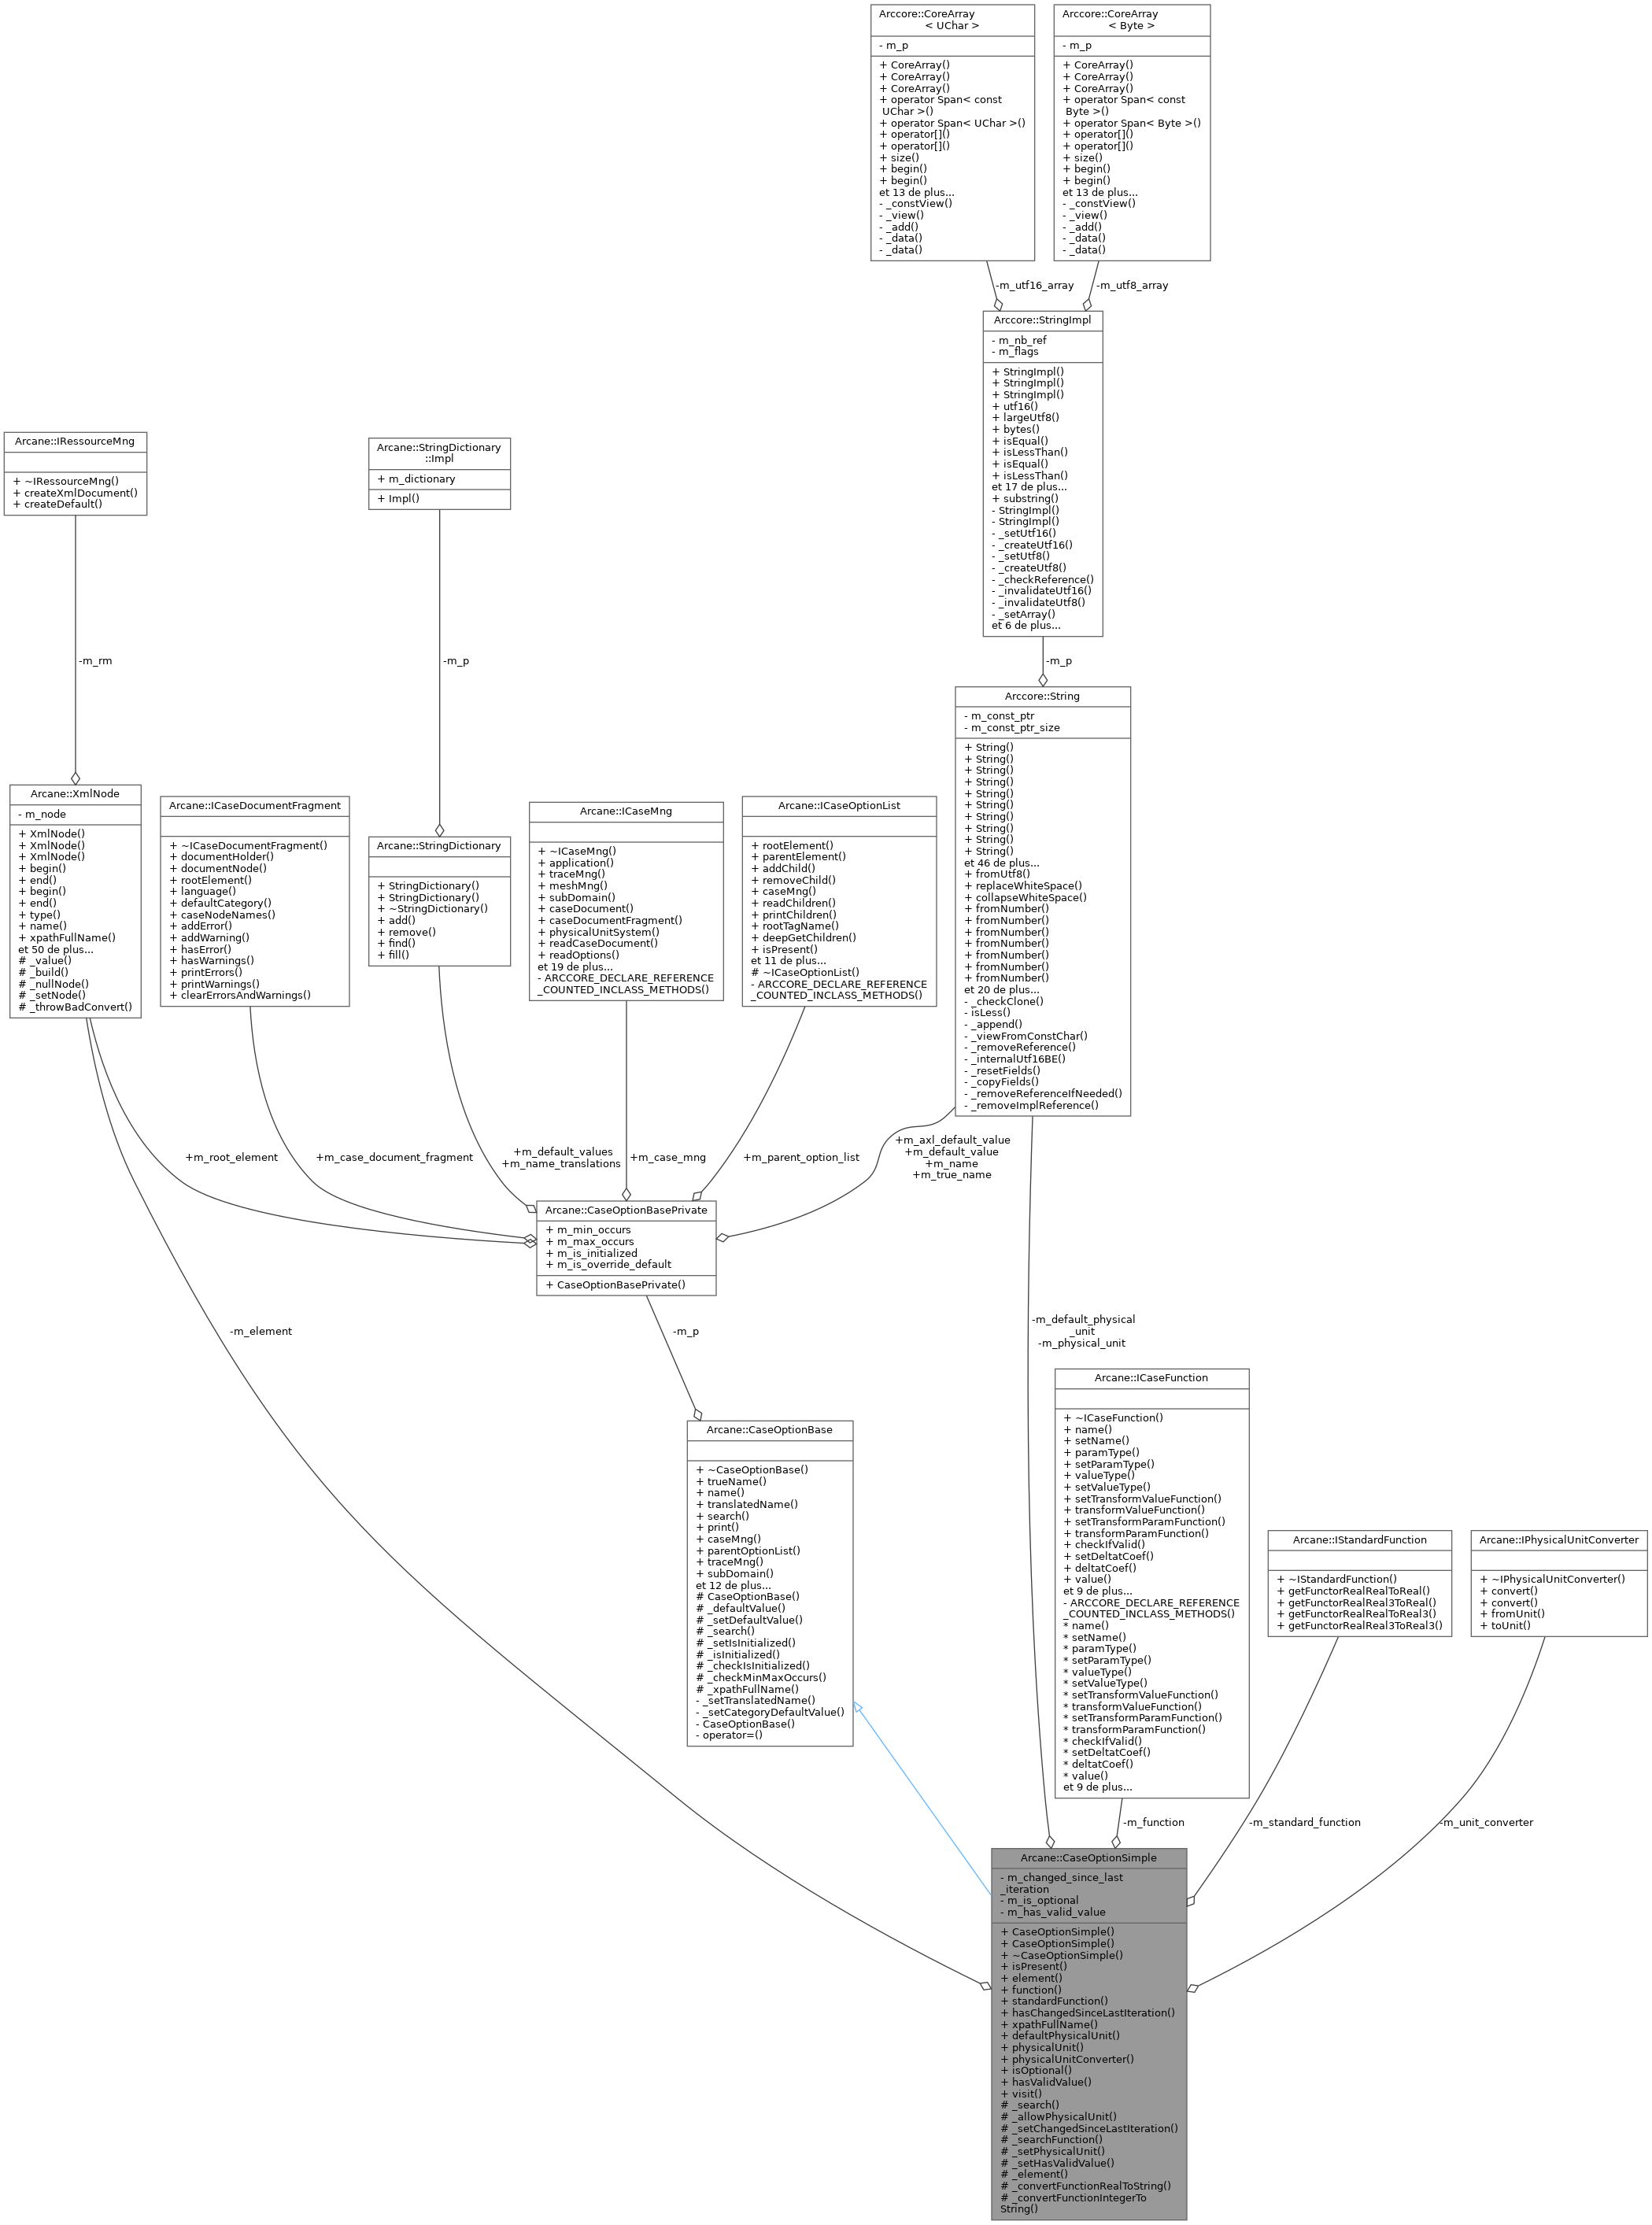 Arccore::CoreArray
< UChar >
- m_p
+ CoreArray()
+ CoreArray()
+ CoreArray()
+ operator Span< const
UChar >()
+ operator Span< UChar >()
+ operator[]()
+ operator[]()
+ size()
+ begin()
+ begin()
et 13 de plus...
- _constView()
- _view()
- _add()
- _data()
- _data()
Arccore::CoreArray
< Byte >
- m_p
+ CoreArray()
+ CoreArray()
+ CoreArray()
+ operator Span< const
Byte >()
+ operator Span< Byte >()
+ operator[]()
+ operator[]()
+ size()
+ begin()
+ begin()
et 13 de plus...
- _constView()
- _view()
- _add()
- _data()
- _data()
-m_utf16_array
-m_utf8_array
Arccore::StringImpl
- m_nb_ref
- m_flags
+ StringImpl()
+ StringImpl()
+ StringImpl()
+ utf16()
+ largeUtf8()
+ bytes()
+ isEqual()
+ isLessThan()
+ isEqual()
+ isLessThan()
et 17 de plus...
+ substring()
- StringImpl()
- StringImpl()
- _setUtf16()
- _createUtf16()
- _setUtf8()
- _createUtf8()
- _checkReference()
- _invalidateUtf16()
- _invalidateUtf8()
- _setArray()
et 6 de plus...
Arcane::IRessourceMng
+ ~IRessourceMng()
+ createXmlDocument()
+ createDefault()
Arcane::StringDictionary
::Impl
+ m_dictionary
+ Impl()
-m_rm
-m_p
-m_p
Arcane::XmlNode
- m_node
+ XmlNode()
+ XmlNode()
+ XmlNode()
+ begin()
+ end()
+ begin()
+ end()
+ type()
+ name()
+ xpathFullName()
et 50 de plus...
# _value()
# _build()
# _nullNode()
# _setNode()
# _throwBadConvert()
Arcane::ICaseDocumentFragment
+ ~ICaseDocumentFragment()
+ documentHolder()
+ documentNode()
+ rootElement()
+ language()
+ defaultCategory()
+ caseNodeNames()
+ addError()
+ addWarning()
+ hasError()
+ hasWarnings()
+ printErrors()
+ printWarnings()
+ clearErrorsAndWarnings()
Arcane::StringDictionary
+ StringDictionary()
+ StringDictionary()
+ ~StringDictionary()
+ add()
+ remove()
+ find()
+ fill()
Arcane::ICaseMng
+ ~ICaseMng()
+ application()
+ traceMng()
+ meshMng()
+ subDomain()
+ caseDocument()
+ caseDocumentFragment()
+ physicalUnitSystem()
+ readCaseDocument()
+ readOptions()
et 19 de plus...
- ARCCORE_DECLARE_REFERENCE
_COUNTED_INCLASS_METHODS()
Arcane::ICaseOptionList
+ rootElement()
+ parentElement()
+ addChild()
+ removeChild()
+ caseMng()
+ readChildren()
+ printChildren()
+ rootTagName()
+ deepGetChildren()
+ isPresent()
et 11 de plus...
# ~ICaseOptionList()
- ARCCORE_DECLARE_REFERENCE
_COUNTED_INCLASS_METHODS()
Arccore::String
- m_const_ptr
- m_const_ptr_size
+ String()
+ String()
+ String()
+ String()
+ String()
+ String()
+ String()
+ String()
+ String()
+ String()
et 46 de plus...
+ fromUtf8()
+ replaceWhiteSpace()
+ collapseWhiteSpace()
+ fromNumber()
+ fromNumber()
+ fromNumber()
+ fromNumber()
+ fromNumber()
+ fromNumber()
+ fromNumber()
et 20 de plus...
- _checkClone()
- isLess()
- _append()
- _viewFromConstChar()
- _removeReference()
- _internalUtf16BE()
- _resetFields()
- _copyFields()
- _removeReferenceIfNeeded()
- _removeImplReference()
+m_root_element
+m_case_document_fragment
+m_default_values
+m_name_translations
+m_case_mng
+m_parent_option_list
+m_axl_default_value
+m_default_value
+m_name
+m_true_name
Arcane::CaseOptionBasePrivate
+ m_min_occurs
+ m_max_occurs
+ m_is_initialized
+ m_is_override_default
+ CaseOptionBasePrivate()
-m_element
-m_p
-m_default_physical
_unit
-m_physical_unit
Arcane::CaseOptionBase
+ ~CaseOptionBase()
+ trueName()
+ name()
+ translatedName()
+ search()
+ print()
+ caseMng()
+ parentOptionList()
+ traceMng()
+ subDomain()
et 12 de plus...
# CaseOptionBase()
# _defaultValue()
# _setDefaultValue()
# _search()
# _setIsInitialized()
# _isInitialized()
# _checkIsInitialized()
# _checkMinMaxOccurs()
# _xpathFullName()
- _setTranslatedName()
- _setCategoryDefaultValue()
- CaseOptionBase()
- operator=()
Arcane::ICaseFunction
+ ~ICaseFunction()
+ name()
+ setName()
+ paramType()
+ setParamType()
+ valueType()
+ setValueType()
+ setTransformValueFunction()
+ transformValueFunction()
+ setTransformParamFunction()
+ transformParamFunction()
+ checkIfValid()
+ setDeltatCoef()
+ deltatCoef()
+ value()
et 9 de plus...
- ARCCORE_DECLARE_REFERENCE
_COUNTED_INCLASS_METHODS()
* name()
* setName()
* paramType()
* setParamType()
* valueType()
* setValueType()
* setTransformValueFunction()
* transformValueFunction()
* setTransformParamFunction()
* transformParamFunction()
* checkIfValid()
* setDeltatCoef()
* deltatCoef()
* value()
et 9 de plus...
Arcane::IStandardFunction
+ ~IStandardFunction()
+ getFunctorRealRealToReal()
+ getFunctorRealReal3ToReal()
+ getFunctorRealRealToReal3()
+ getFunctorRealReal3ToReal3()
Arcane::IPhysicalUnitConverter
+ ~IPhysicalUnitConverter()
+ convert()
+ convert()
+ fromUnit()
+ toUnit()
-m_function
-m_standard_function
-m_unit_converter
Arcane::CaseOptionSimple
- m_changed_since_last
_iteration
- m_is_optional
- m_has_valid_value
+ CaseOptionSimple()
+ CaseOptionSimple()
+ ~CaseOptionSimple()
+ isPresent()
+ element()
+ function()
+ standardFunction()
+ hasChangedSinceLastIteration()
+ xpathFullName()
+ defaultPhysicalUnit()
+ physicalUnit()
+ physicalUnitConverter()
+ isOptional()
+ hasValidValue()
+ visit()
# _search()
# _allowPhysicalUnit()
# _setChangedSinceLastIteration()
# _searchFunction()
# _setPhysicalUnit()
# _setHasValidValue()
# _element()
# _convertFunctionRealToString()
# _convertFunctionIntegerTo
String()